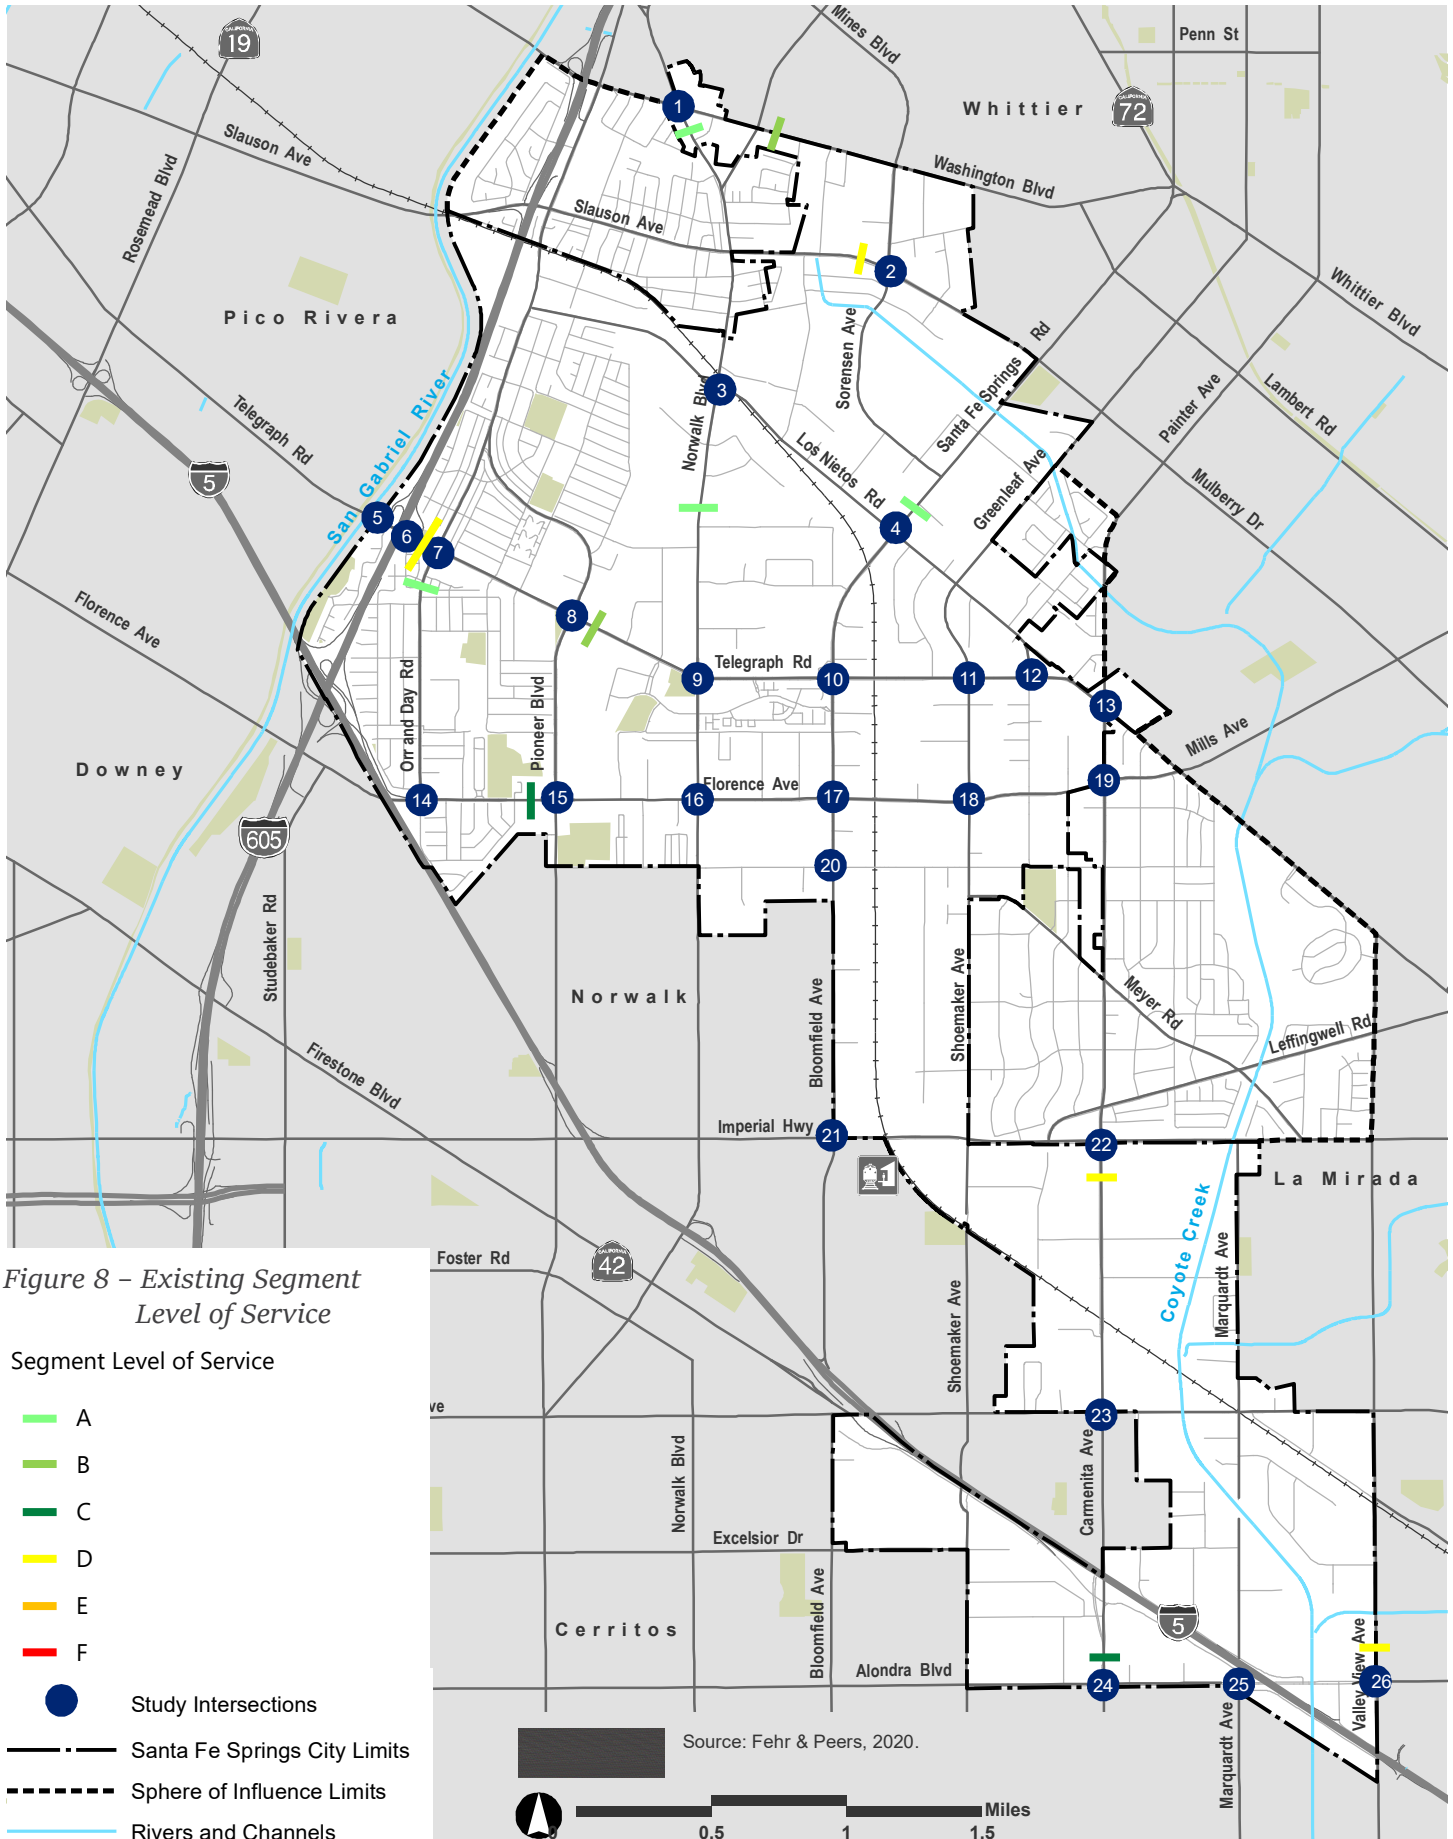 Mines Blvd
Penn St
CALIFORNIA
19
Whittier
CALIFORNIA
72
1
Slauson Ave
Washington Blvd
Rosemead Blvd
Slauson Ave
2
Whittier Blvd
Pico Rivera
Sorensen Ave
Santa Fe Springs Rd
Painter Ave
Lambert Rd
3
Norwalk Blvd
San Gabriel River
Telegraph Rd
Los Nietos Rd
Greenleaf Ave
Mulberry Dr
5
5
6
7
4
Florence Ave
8
Telegraph Rd
9
10
11
12
13
Orr and Day Rd
Pioneer Blvd
Mills Ave
Downey
Florence Ave
14
15
16
17
18
19
605
20
Studebaker Rd
Norwalk
Bloomfield Ave
Shoemaker Ave
Meyer Rd
Leffingwell Rd
Firestone Blvd
Imperial Hwy
21
22
La Mirada
Coyote Creek
Marquardt Ave
Foster Rd
CALIFORNIA
42
Shoemaker Ave
Figure 8 – Existing Segment
Level of Service
Segment Level of Service
A
B
C
D
E
F
Study Intersections
Santa Fe Springs City Limits
Sphere of Influence Limits
Rivers and Channels
ve
23
Norwalk Blvd
Carmenita Ave
Excelsior Dr
Bloomfield Ave
Cerritos
5
Valley View Ave
Alondra Blvd
24
25
26
Marquardt Ave
Source: Fehr & Peers, 2020.
Miles
0
0.5
1
1.5